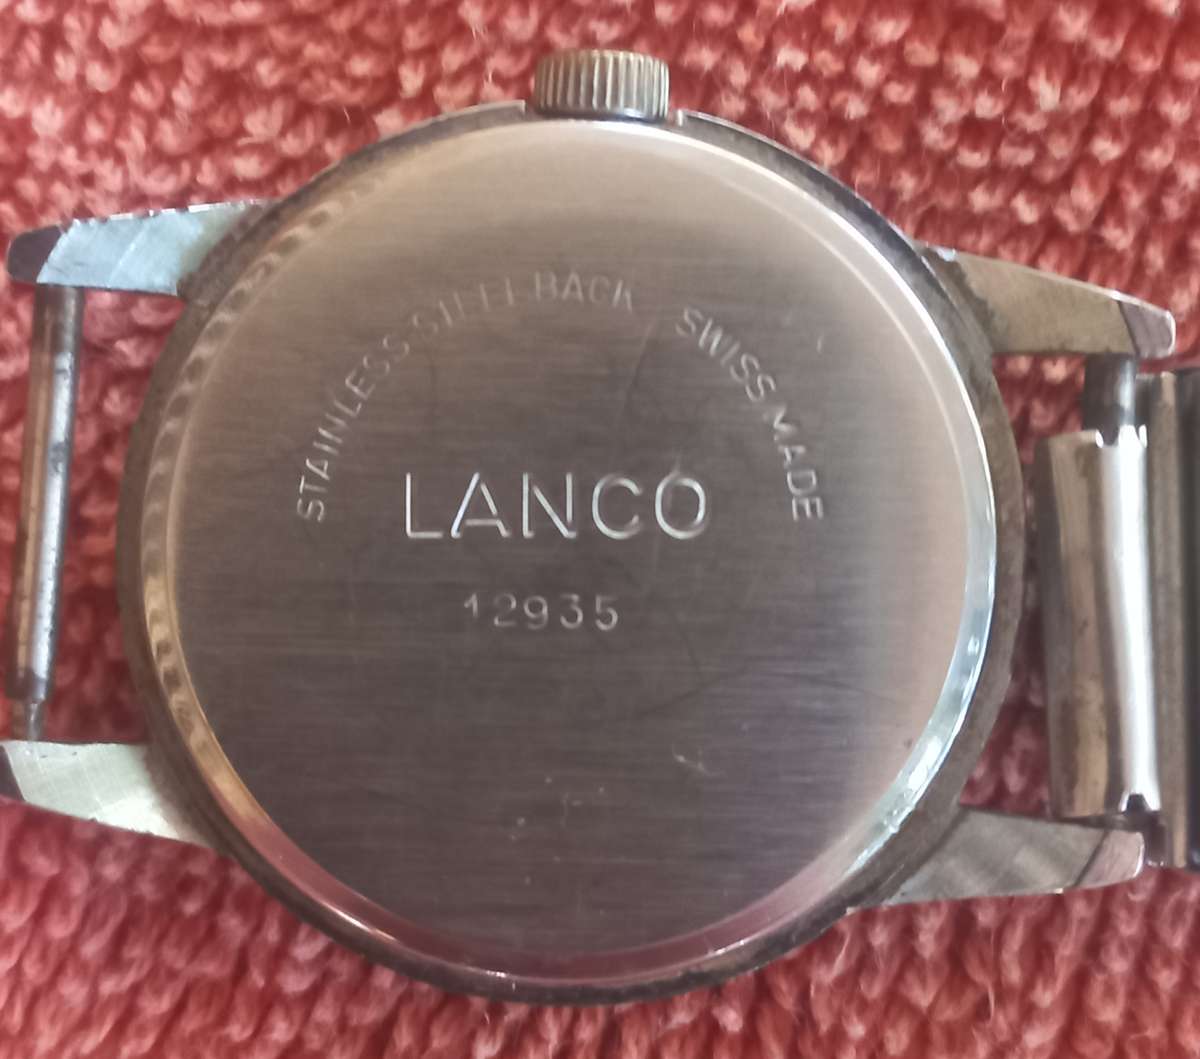 STAINLESS STEEL BACK SWISS MADE
LANCO
12935